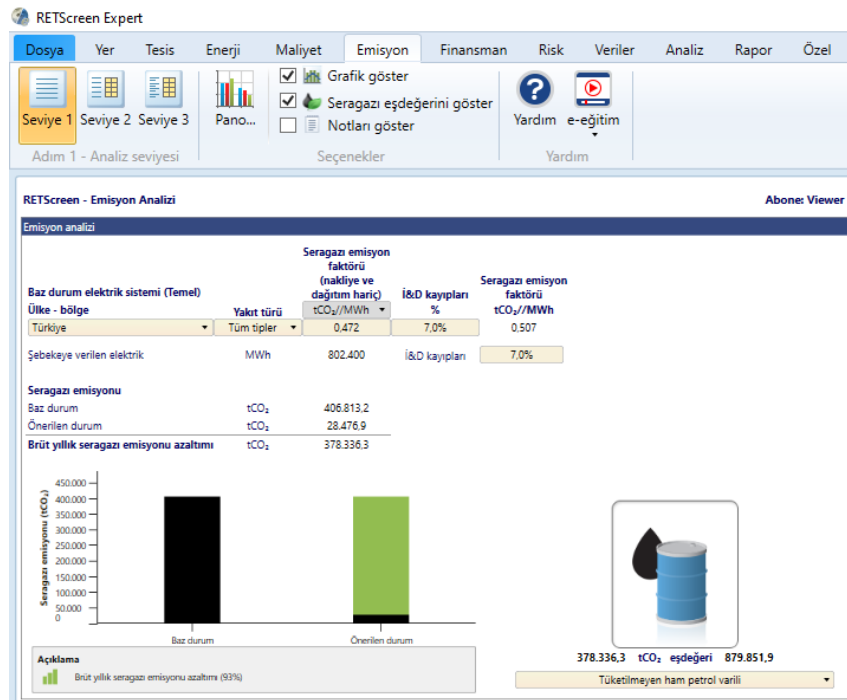 RETScreen Expert
Dosya Yer Tesis Enerji Maliyet Emisyon Finansman Risk Veriler Analiz Rapor Özel
Seviye 1 Seviye 2 Seviye 3 Pano...
Grafik göster
Seragazı eşdeğerini göster
Notları göster
Yardım e-eğitim
Adım 1 - Analiz seviyesi Seçenekler Yardım
RETScreen - Emisyon Analizi Abone: Viewer
Emisyon analizi
Seragazı emisyon
faktörü
(nakliye ve
dağıtım hariç)
Seragazı emisyon
faktörü
Baz durum elektrik sistemi (Temel) İ&D kayıpları
Ülke - bölge Yakıt türü tCO₂//MWh % tCO₂//MWh
Türkiye Tüm tipler 0,472 7,0% 0,507
Şebekeye verilen elektrik MWh 802.400 İ&D kayıpları 7,0%
Seragazı emisyonu
Baz durum tCO₂ 406.813,2
Önerilen durum tCO₂ 28.476,9
Brüt yıllık seragazı emisyonu azaltımı tCO₂ 378.336,3
Seragazı emisyonu (tCO₂)
450.000
400.000
350.000
300.000
250.000
200.000
150.000
100.000
50.000
0
Baz durum Önerilen durum
Açıklama
Brüt yıllık seragazı emisyonu azaltımı (93%)
378.336,3 tCO₂ eşdeğeri 879.851,9
Tüketilmeyen ham petrol varili